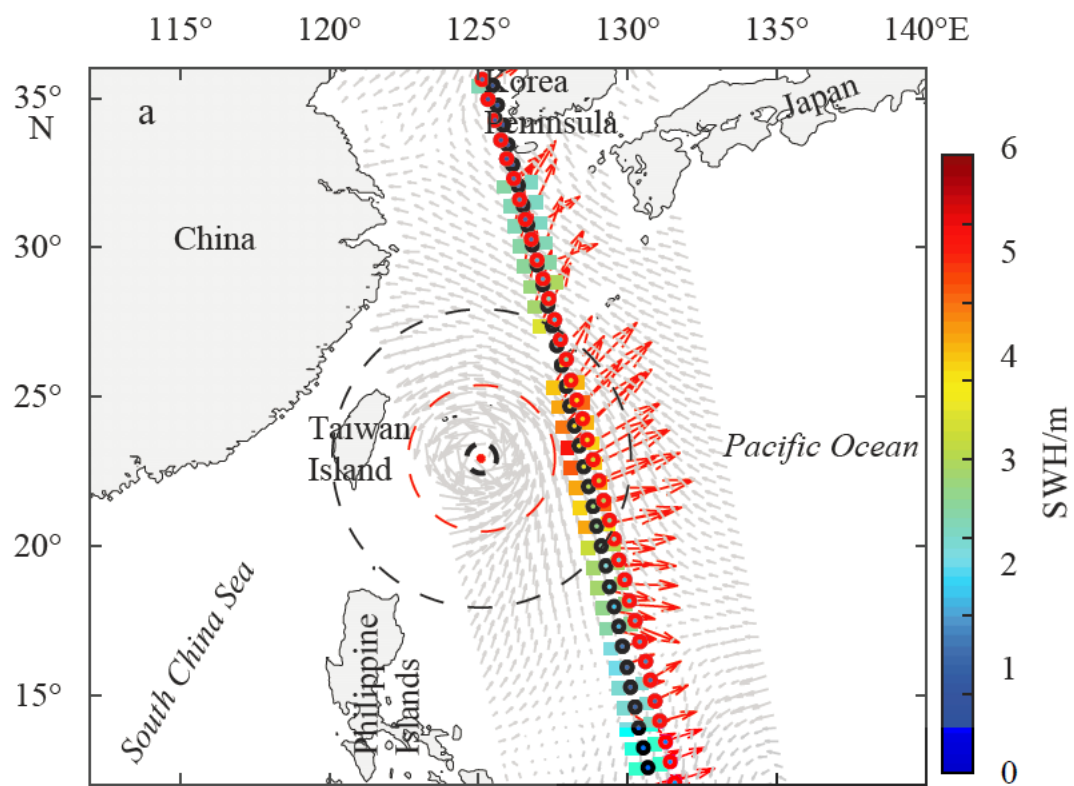 115° 120° 125° 130° 135° 140°E
35°
N
30°
25°
20°
15°
a
Korea
Peninsula
Japan
China
Taiwan
Island
Pacific Ocean
South China Sea
Philippine
Islands
6
5
4
3
2
1
0
SWH/m